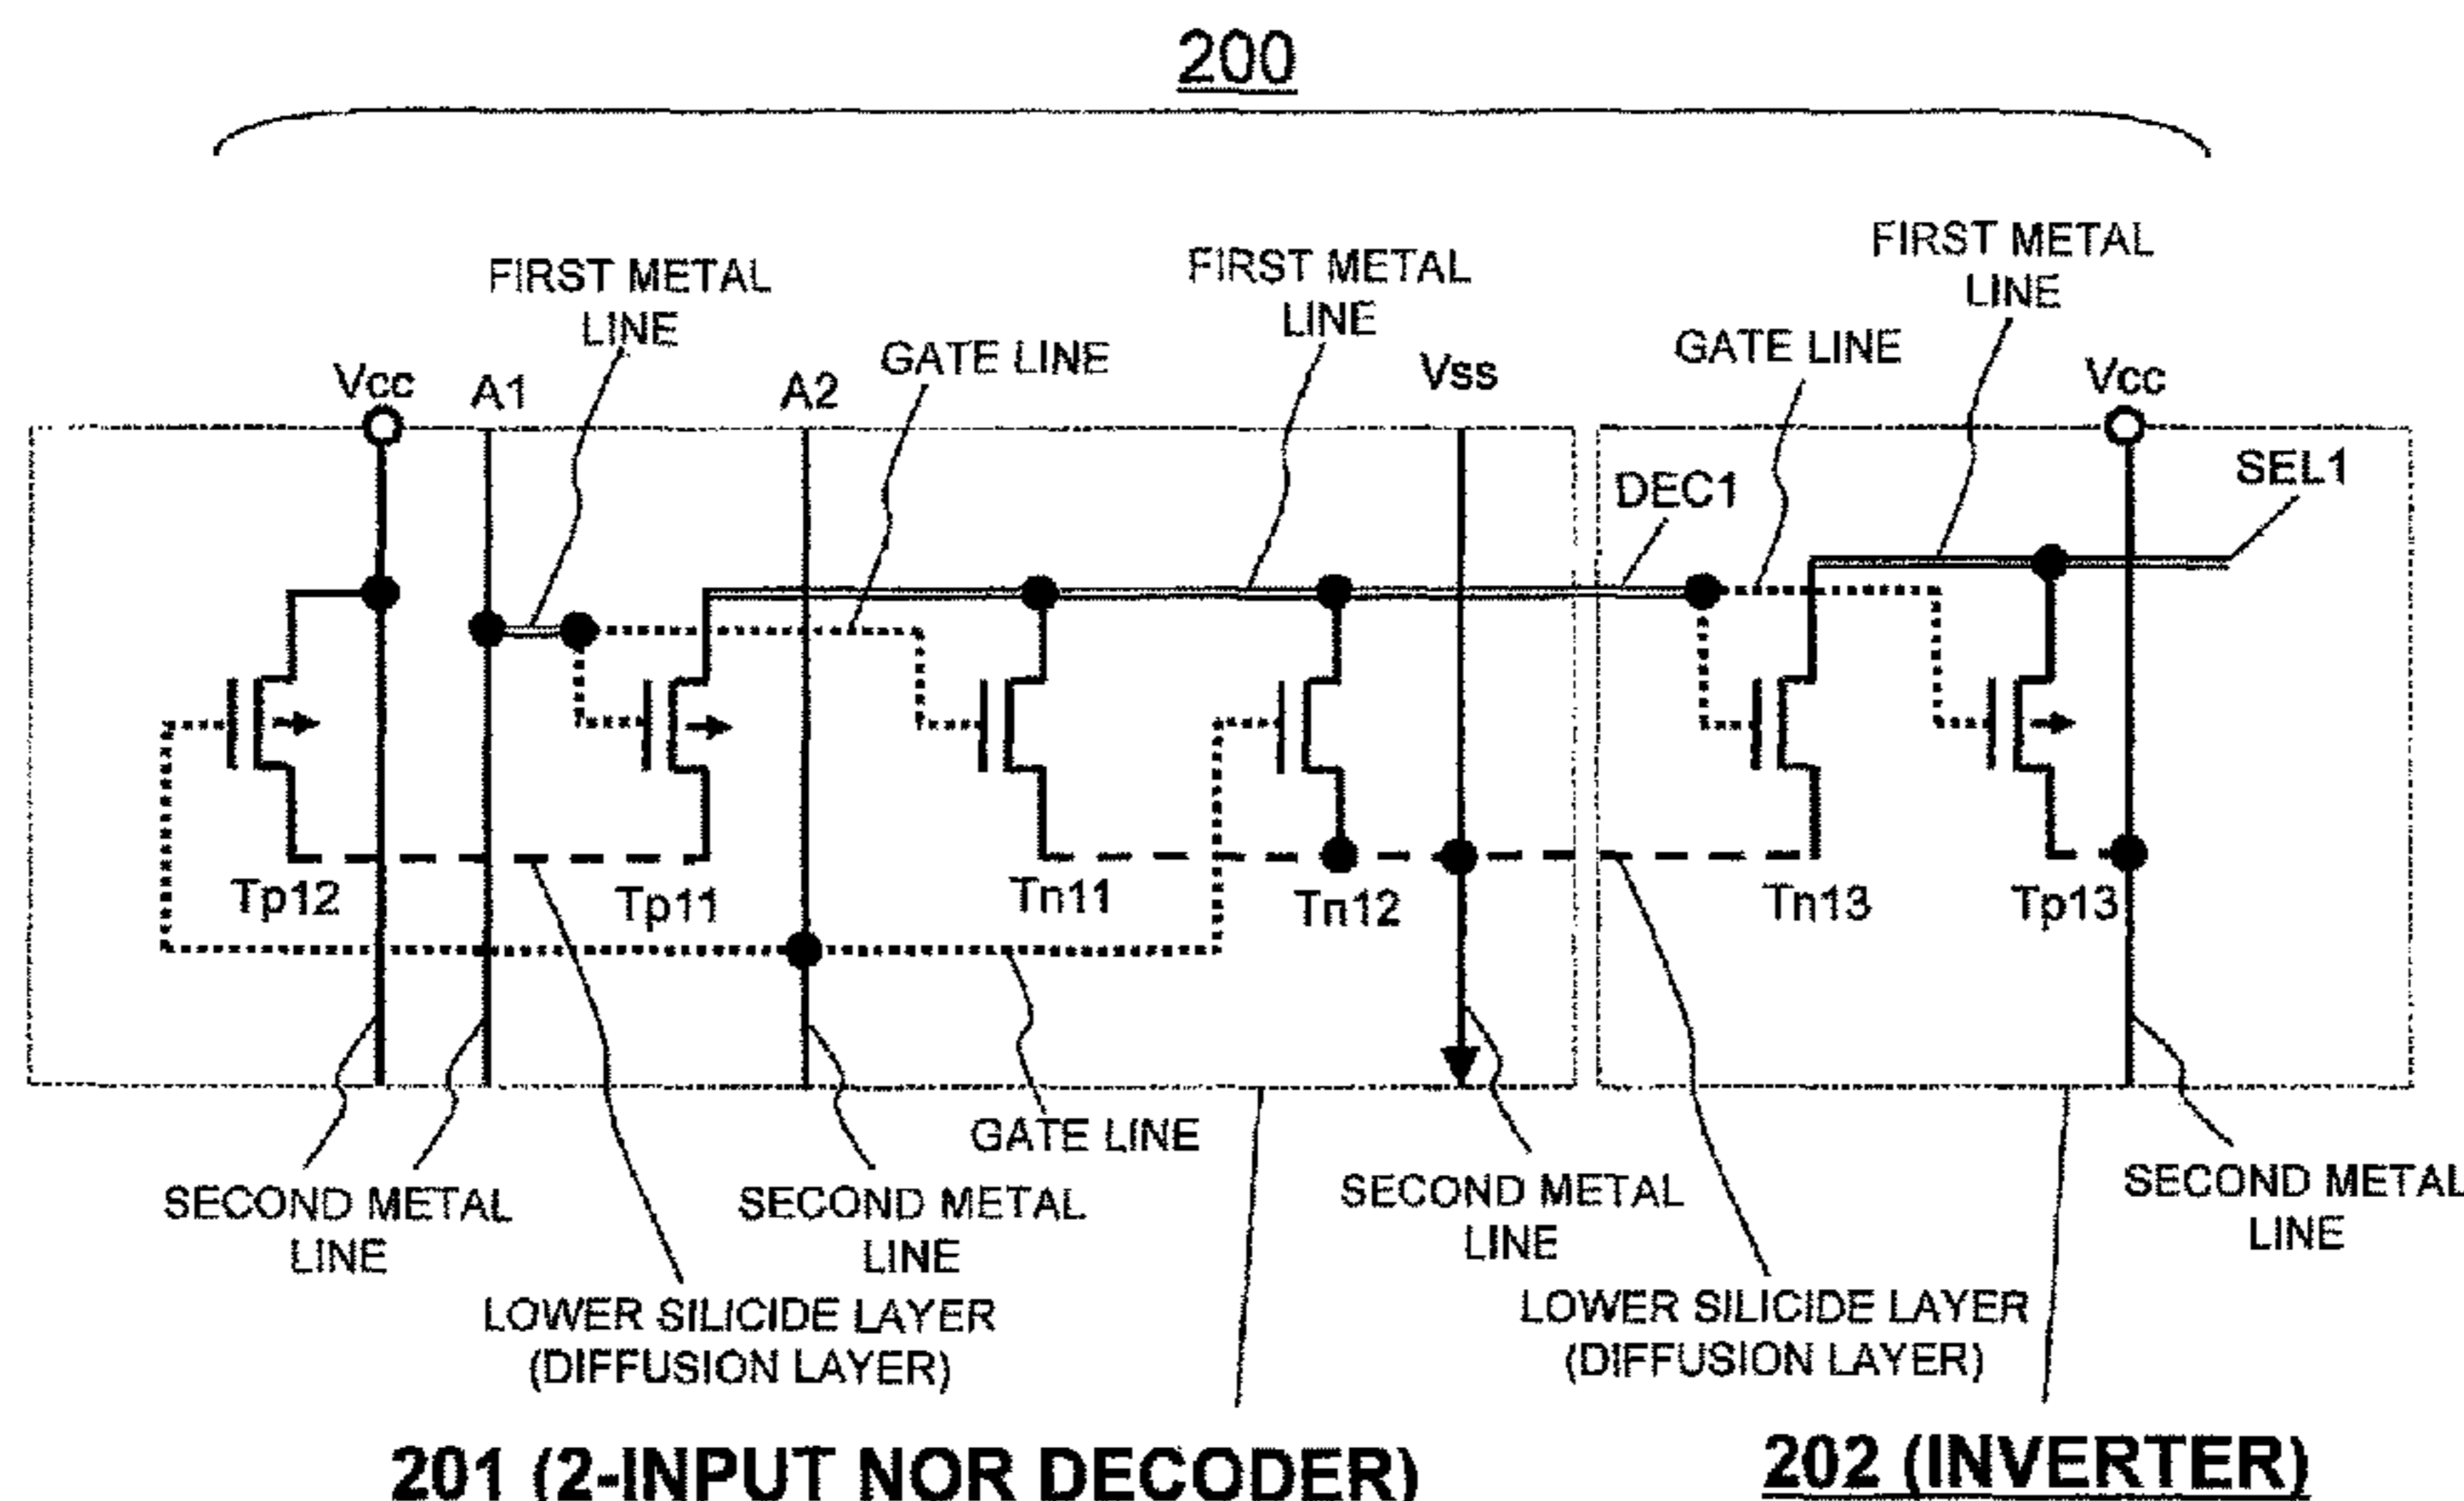 200
FIRST METAL
LINE
FIRST METAL
LINE
FIRST METAL
LINE
GATE LINE
GATE LINE
Vcc
A1
A2
Vss
Vcc
DEC1
SEL1
Tp12
Tp11
Tn11
Tn12
Tn13
Tp13
GATE LINE
SECOND METAL
LINE
SECOND METAL
LINE
SECOND METAL
LINE
SECOND METAL
LINE
LOWER SILICIDE LAYER
(DIFFUSION LAYER)
LOWER SILICIDE LAYER
(DIFFUSION LAYER)
201 (2-INPUT NOR DECODER)
202 (INVERTER)